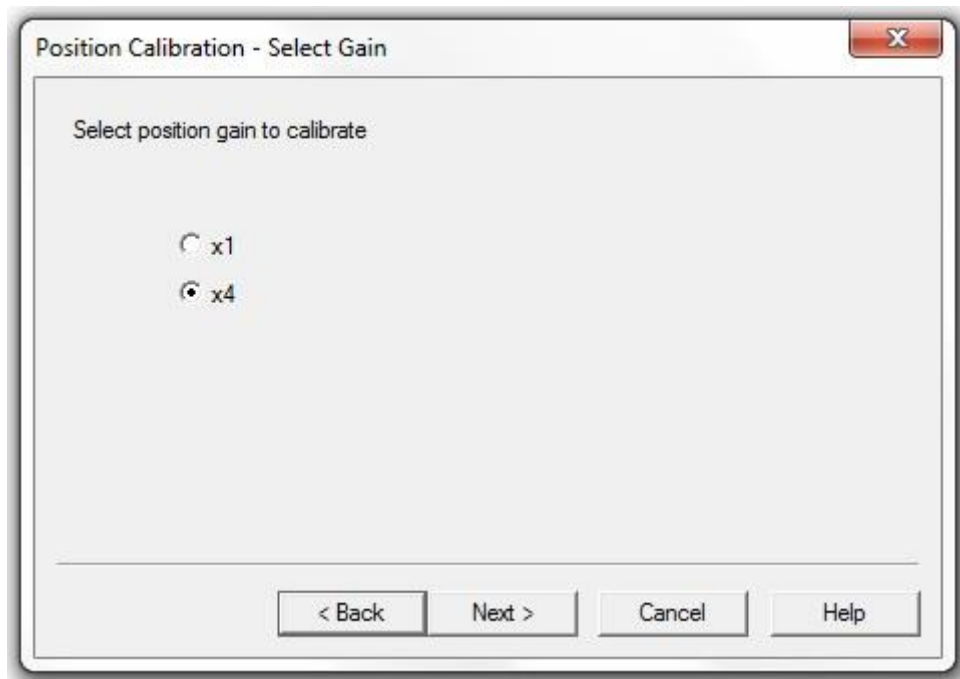 Position Calibration - Select Gain
Select position gain to calibrate
x1
x4
< Back Next > Cancel Help